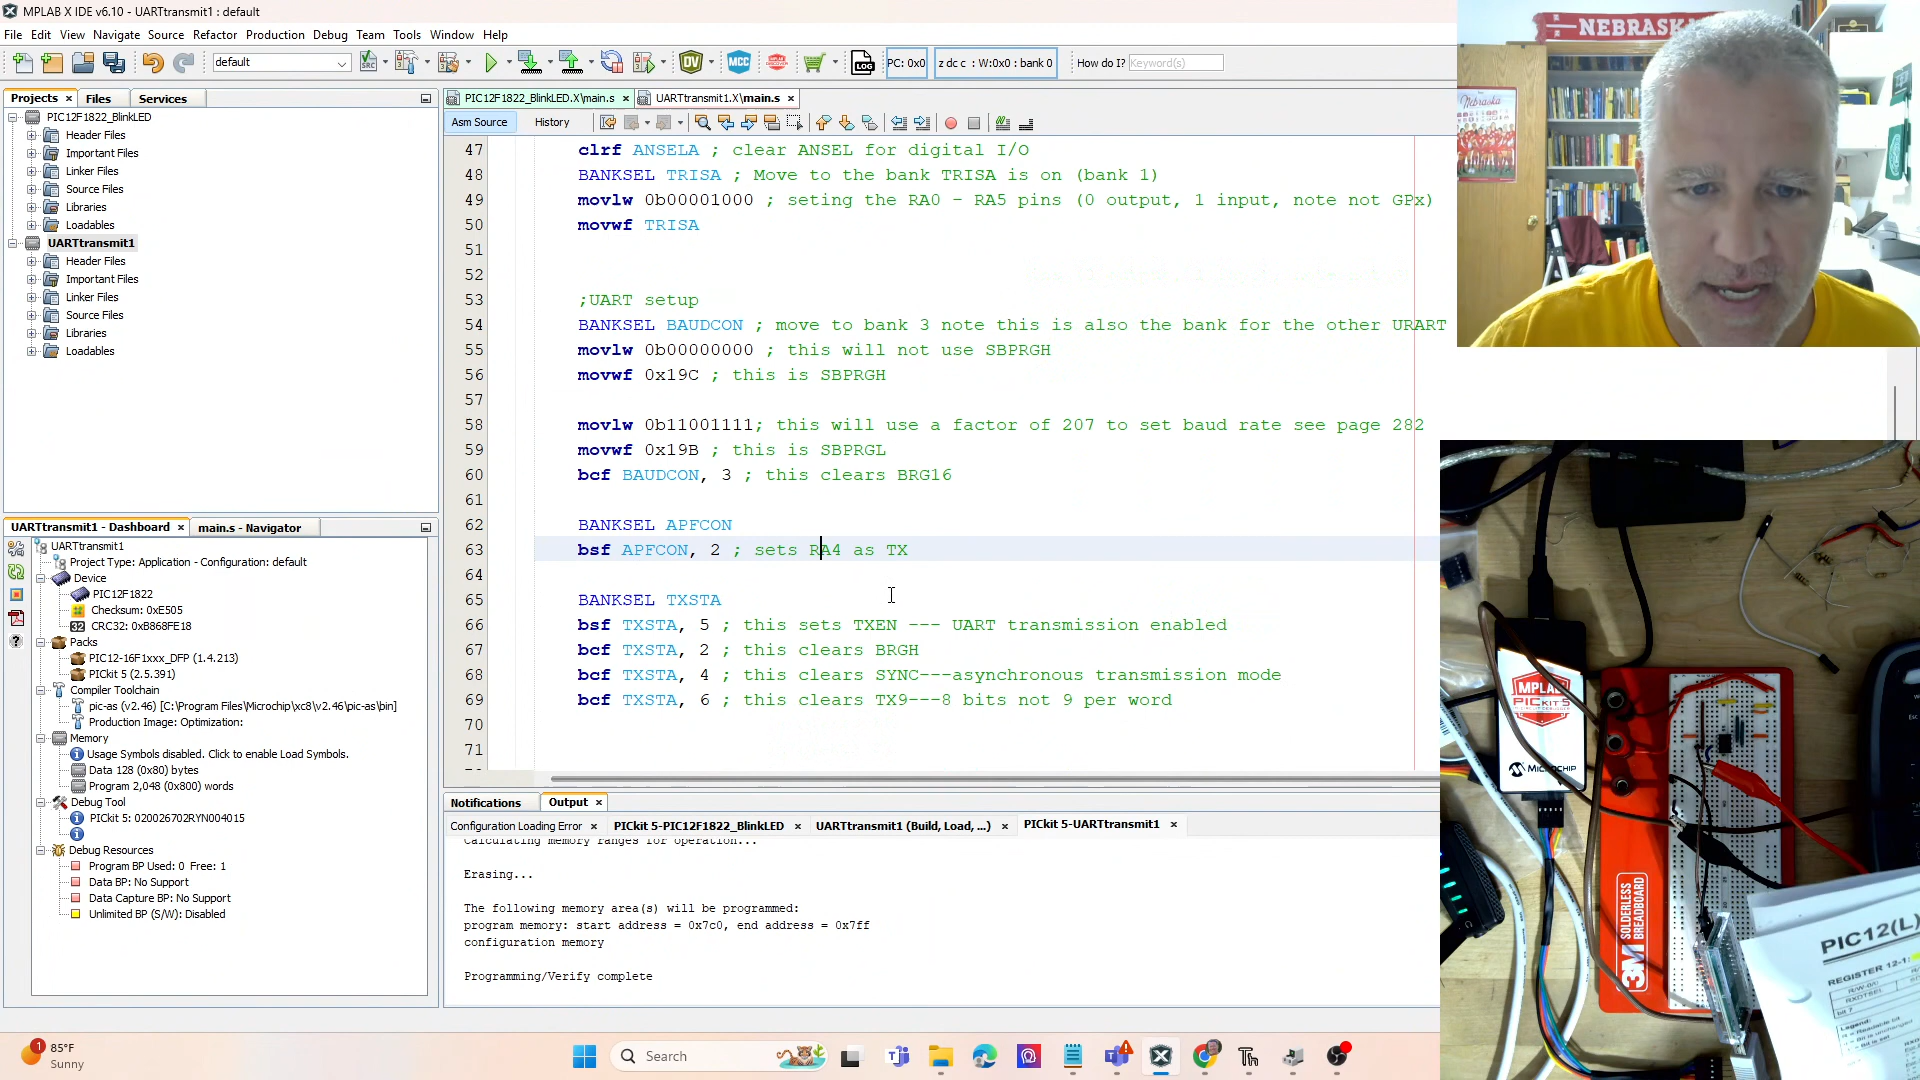 MPLAB X IDE v6.10 - UARTtransmit1 : default
File Edit View Navigate Source Refactor Production Debug Team Tools Window Help
default
PC: 0x0
z dc c : W:0x0 : bank 0
How do I?
Keyword(s)
Projects
Files
Services
PIC12F1822_BlinkLED
Header Files
Important Files
Linker Files
Source Files
Libraries
Loadables
UARTtransmit1
Header Files
Important Files
Linker Files
Source Files
Libraries
Loadables
UARTtransmit1 - Dashboard
main.s - Navigator
UARTtransmit1
Project Type: Application - Configuration: default
Device
PIC12F1822
Checksum: 0xE505
CRC32: 0xB868FE18
Packs
PIC12-16F1xxx_DFP (1.4.213)
PICkit 5 (2.5.391)
Compiler Toolchain
pic-as (v2.46) [C:\Program Files\Microchip\xc8\v2.46\pic-as\bin]
Production Image: Optimization:
Memory
Usage Symbols disabled. Click to enable Load Symbols.
Data 128 (0x80) bytes
Program 2,048 (0x800) words
Debug Tool
PICkit 5: 020026702RYN004015
Debug Resources
Program BP Used: 0 Free: 1
Data BP: No Support
Data Capture BP: No Support
Unlimited BP (S/W): Disabled
PIC12F1822_BlinkLED.X\main.s
UARTtransmit1.X\main.s
Asm Source
History
47 clrf ANSELA ; clear ANSEL for digital I/O
48 BANKSEL TRISA ; Move to the bank TRISA is on (bank 1)
49 movlw 0b00001000 ; seting the RA0 - RA5 pins (0 output, 1 input, note not GPx)
50 movwf TRISA
51
52
53 ;UART setup
54 BANKSEL BAUDCON ; move to bank 3 note this is also the bank for the other URART
55 movlw 0b00000000 ; this will not use SBPRGH
56 movwf 0x19C ; this is SBPRGH
57
58 movlw 0b11001111; this will use a factor of 207 to set baud rate see page 282
59 movwf 0x19B ; this is SBPRGL
60 bcf BAUDCON, 3 ; this clears BRG16
61
62 BANKSEL APFCON
63 bsf APFCON, 2 ; sets RA4 as TX
64
65 BANKSEL TXSTA
66 bsf TXSTA, 5 ; this sets TXEN --- UART transmission enabled
67 bcf TXSTA, 2 ; this clears BRGH
68 bcf TXSTA, 4 ; this clears SYNC---asynchronous transmission mode
69 bcf TXSTA, 6 ; this clears TX9---8 bits not 9 per word
70
71
Notifications
Output
Configuration Loading Error
PICkit 5-PIC12F1822_BlinkLED
UARTtransmit1 (Build, Load, ...)
PICkit 5-UARTtransmit1
Calculating memory ranges for operation...
Erasing...
The following memory area(s) will be programmed:
program memory: start address = 0x7c0, end address = 0x7ff
configuration memory
Programming/Verify complete
NEBRASKA
Nebraska
MPLAB
PICkit 5
MICROCHIP
3M SOLDERLESS BREADBOARD
PIC12(L)
REGISTER 12-1:
R/W-0/0
RXDTSEL
bit 7
Legend:
85°F
Sunny
Search